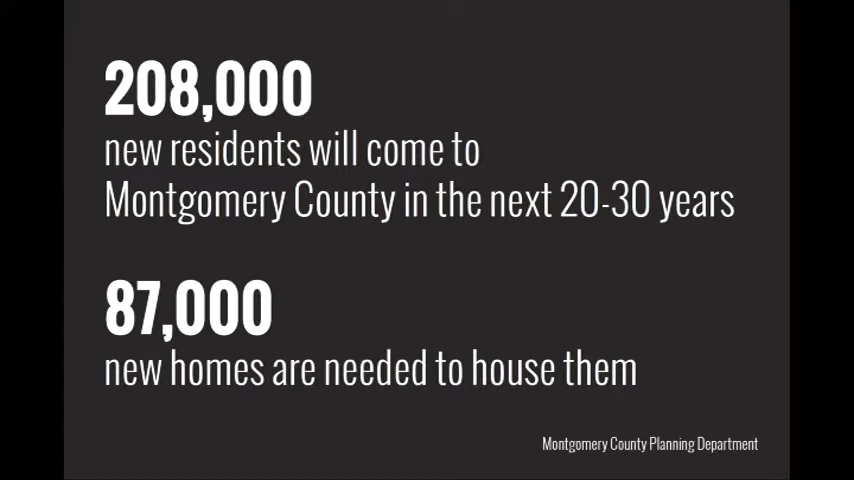 208,000
new residents will come to
Montgomery County in the next 20-30 years
87,000
new homes are needed to house them
Montgomery County Planning Department